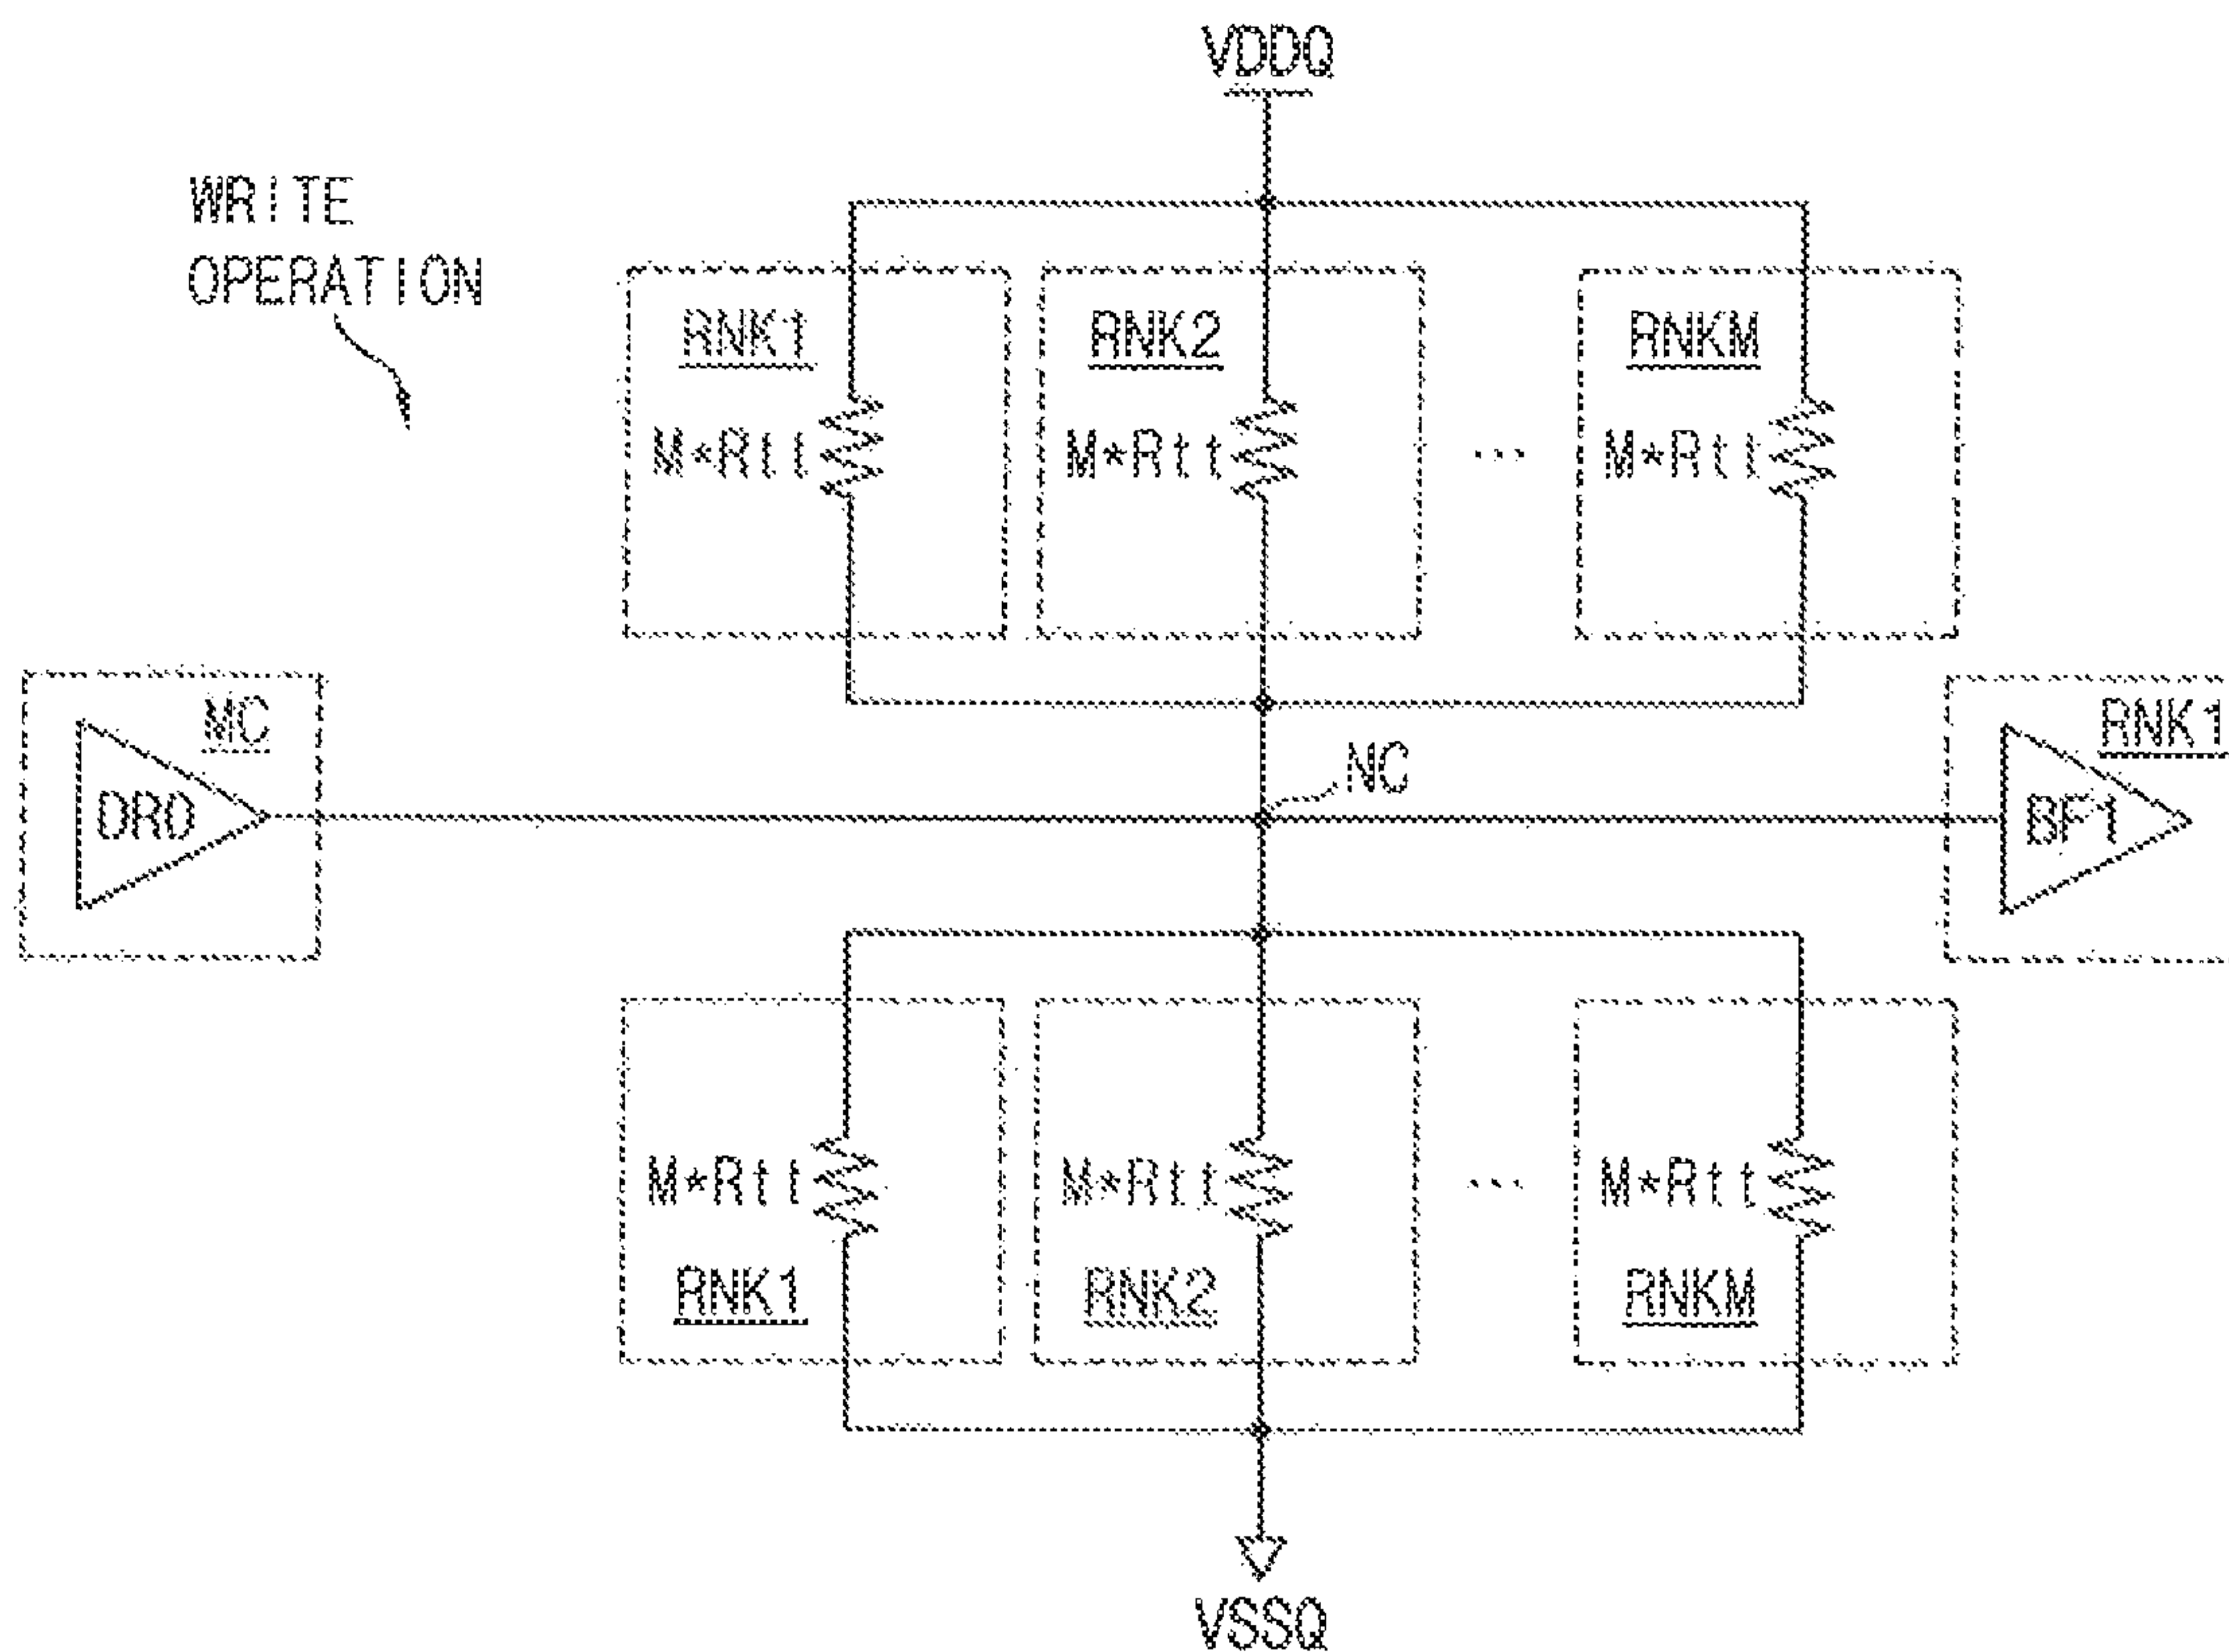 VDDQ
WRITE
OPERATION
RNK1
RNK2
RNKM
M*Rtt
M*Rtt
...
M*Rtt
MC
RNK1
NC
DR0
BF1
M*Rtt
M*Rtt
...
M*Rtt
RNK1
RNK2
RNKM
VSSQ